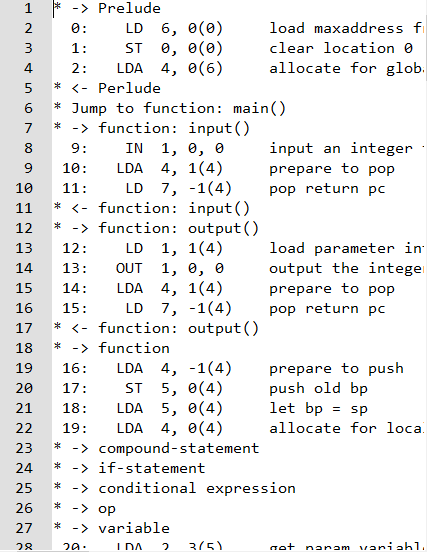 1 * -> Prelude
2 0: LD 6, 0(0) load maxaddress
3 1: ST 0, 0(0) clear location 0
4 2: LDA 4, 0(6) allocate for
5 * <- Perlude
6 * Jump to function: main()
7 * -> function: input()
8 9: IN 1, 0, 0 input an integer
9 10: LDA 4, 1(4) prepare to pop
10 11: LD 7, -1(4) pop return pc
11 * <- function: input()
12 * -> function: output()
13 12: LD 1, 1(4) load parameter
14 13: OUT 1, 0, 0 output the
15 14: LDA 4, 1(4) prepare to pop
16 15: LD 7, -1(4) pop return pc
17 * <- function: output()
18 * -> function
19 16: LDA 4, -1(4) prepare to push
20 17: ST 5, 0(4) push old bp
21 18: LDA 5, 0(4) let bp = sp
22 19: LDA 4, 0(4) allocate for
23 * -> compound-statement
24 * -> if-statement
25 * -> conditional expression
26 * -> op
27 * -> variable
28 20: LDA 2, 3(5) get param